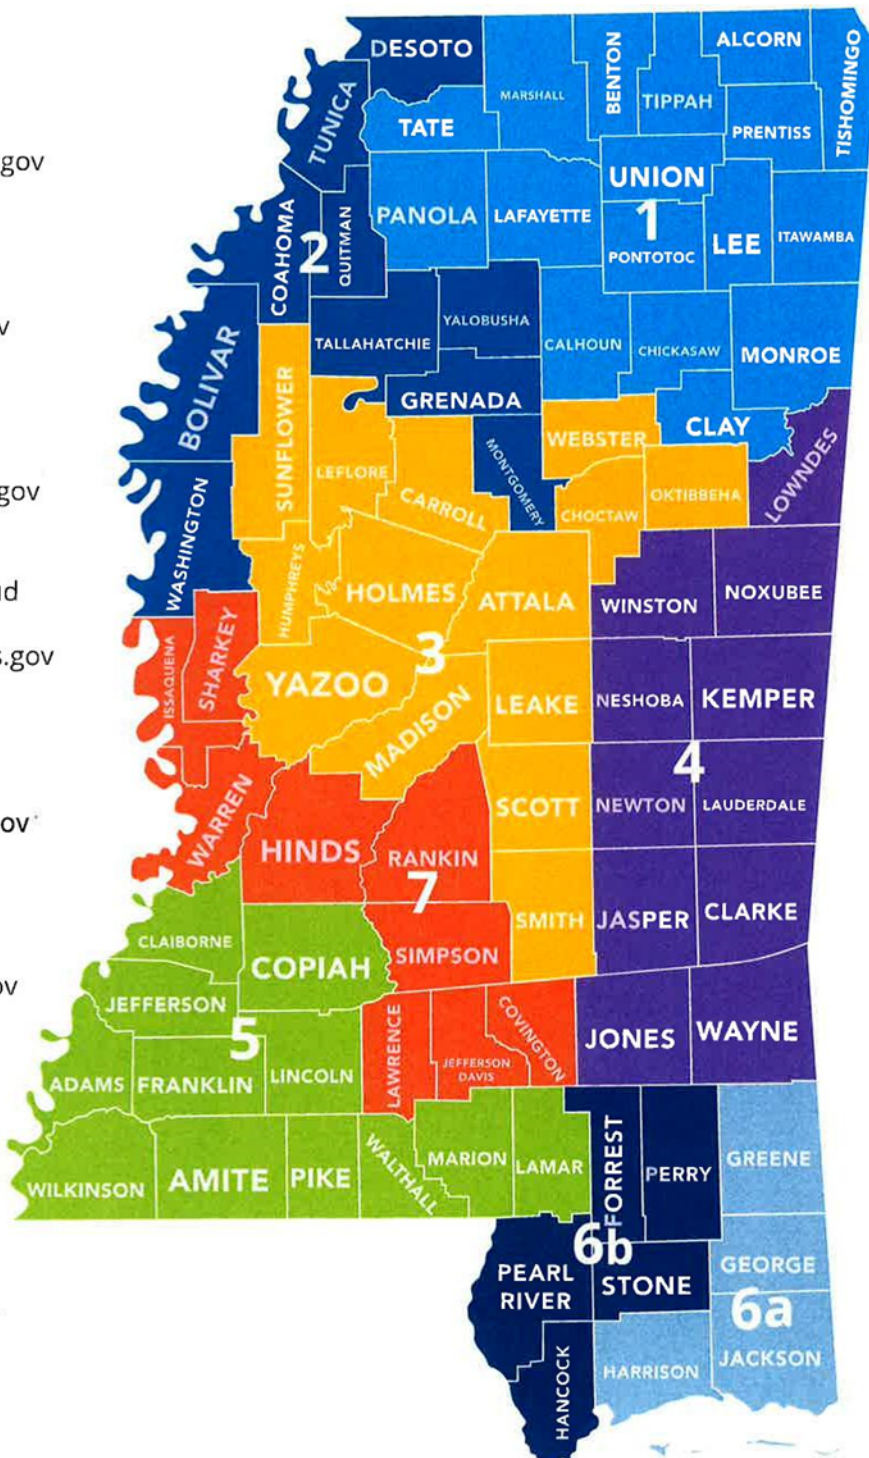 DESOTO
ALCORN
TISHOMINGO
BENTON
MARSHALL
TIPPAH
TUNICA
TATE
PRENTISS
gov
UNION
PANOLA
LAFAYETTE
1
COAHOMA
2
QUITMAN
PONTOTOC
LEE
ITAWAMBA
v
TALLAHATCHIE
YALOBUSHA
CALHOUN
CHICKASAW
MONROE
BOLIVAR
GRENADA
SUNFLOWER
CLAY
WEBSTER
LEFLORE
MONTGOMERY
LOWNDES
gov
CARROLL
OKTIBBEHA
CHOCTAW
WASHINGTON
HUMPHREYS
HOLMES
ATTALA
WINSTON
NOXUBEE
s.gov
3
ISSAQUENA
SHARKEY
YAZOO
LEAKE
NESHOBA
KEMPER
MADISON
4
SCOTT
NEWTON
LAUDERDALE
ov
WARREN
HINDS
RANKIN
7
SMITH
JASPER
CLARKE
CLAIBORNE
COPIAH
SIMPSON
ov
JEFFERSON
5
LAWRENCE
JEFFERSON
DAVIS
COVINGTON
JONES
WAYNE
ADAMS
FRANKLIN
LINCOLN
WILKINSON
AMITE
PIKE
WALTHALL
MARION
LAMAR
FORREST
PERRY
GREENE
6b
PEARL
RIVER
STONE
GEORGE
6a
HANCOCK
HARRISON
JACKSON